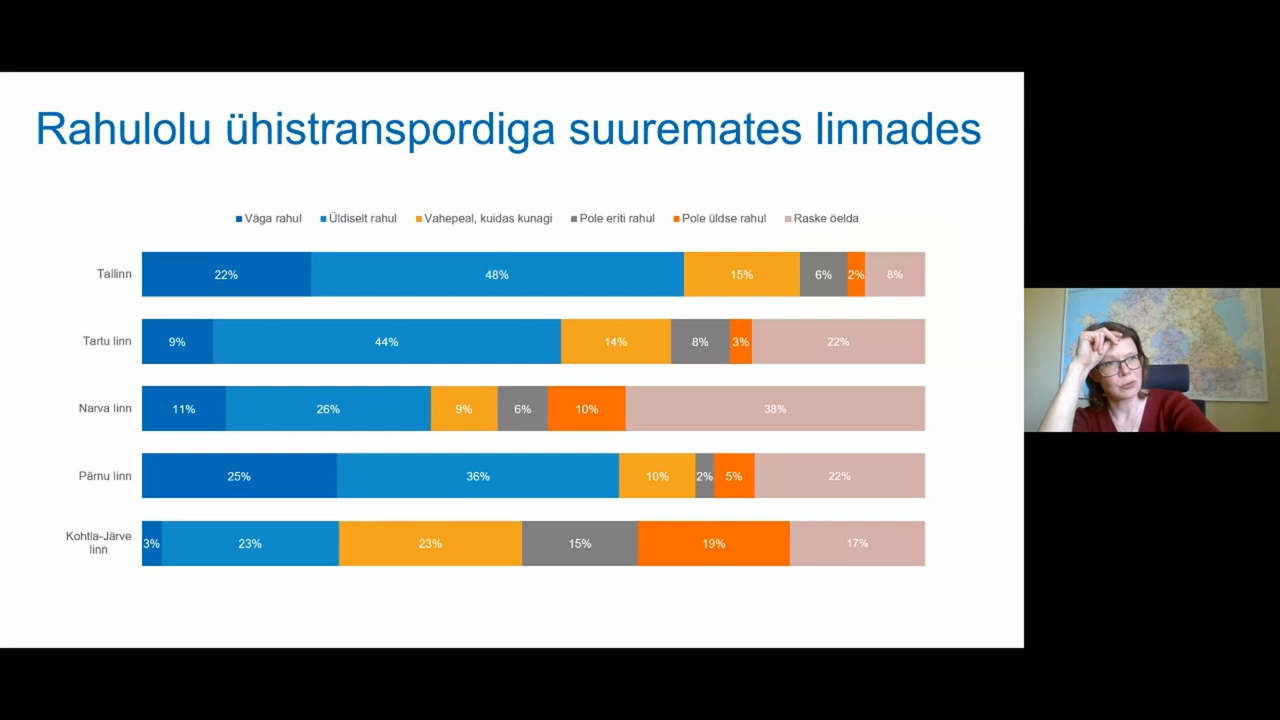 Rahulolu ühistranspordiga suuremates linnades
Väga rahul Üldiselt rahul Vahepeal, kuidas kunagi Pole eriti rahul Pole üldse rahul Raske öelda
Tallinn 22% 48% 15% 6% 2% 8%
Tartu linn 9% 44% 14% 8% 3% 22%
Narva linn 11% 26% 9% 6% 10% 38%
Pärnu linn 25% 36% 10% 2% 5% 22%
Kohtla-Järve
linn 3% 23% 23% 15% 19% 17%